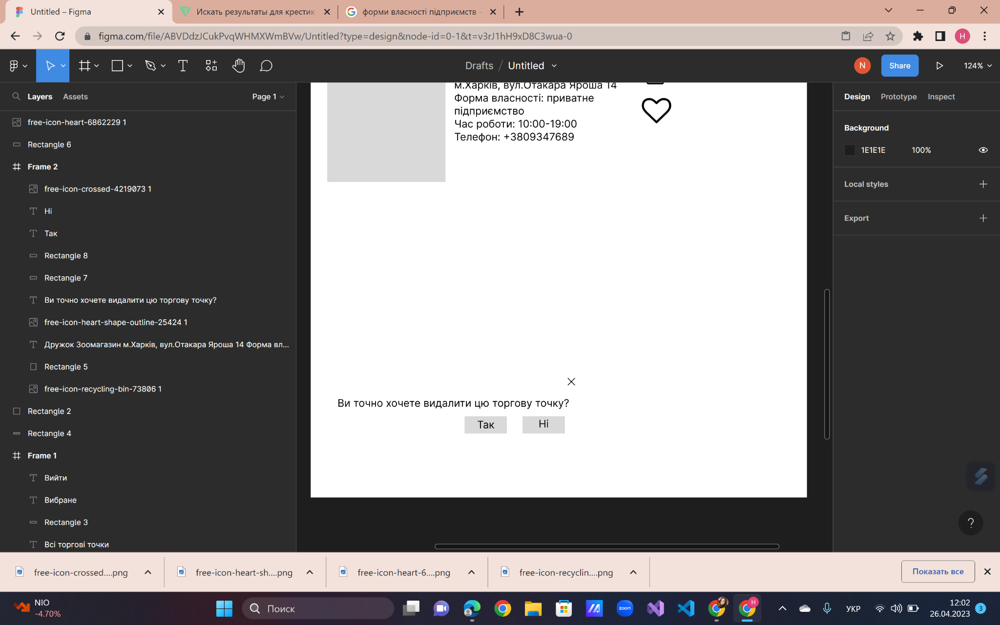 Untitled – Figma
Искать результаты для крестик
форми власності підприємств -
figma.com/file/ABVDdzJCukPvqWHMXWmBVw/Untitled?type=design&node-id=0-1&t=v3rJ1hH9xD8C3wua-0
H
Drafts / Untitled
N
Share
124%
Layers
Assets
Page 1
Design
Prototype
Inspect
free-icon-heart-6862229 1
Rectangle 6
Frame 2
free-icon-crossed-4219073 1
Ні
Так
Rectangle 8
Rectangle 7
Ви точно хочете видалити цю торгову точку?
free-icon-heart-shape-outline-25424 1
Дружок Зоомагазин м.Харків, вул.Отакара Яроша 14 Форма вл...
Rectangle 5
free-icon-recycling-bin-73806 1
Rectangle 2
Rectangle 4
Frame 1
Вийти
Вибране
Rectangle 3
Всі торгові точки
м.Харків, вул.Отакара Яроша 14
Форма власності: приватне
підприємство
Час роботи: 10:00-19:00
Телефон: +3809347689
Ви точно хочете видалити цю торгову точку?
Так
Ні
Background
1E1E1E
100%
Local styles
Export
?
free-icon-crossed....png
free-icon-heart-sh....png
free-icon-heart-6....png
free-icon-recyclin....png
Показать все
NIO
-4.70%
Поиск
zoom
H
УКР
12:02
26.04.2023
3